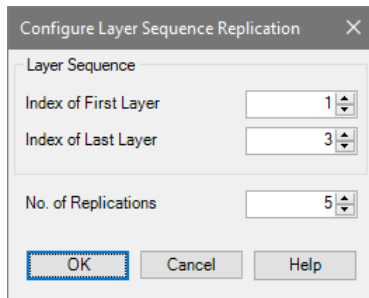 Configure Layer Sequence Replication
Layer Sequence
Index of First Layer 1
Index of Last Layer 3
No. of Replications 5
OK Cancel Help